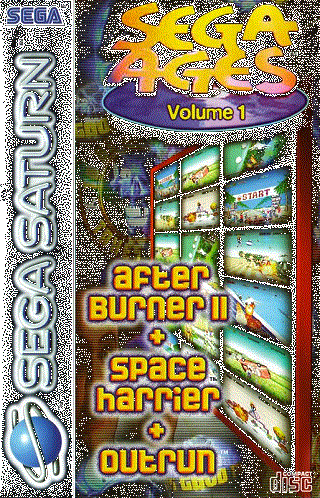 SEGA
SEGA SATURN
SEGA
AGES
Volume 1
START
after
Burner II
+
space
harrier
+
outrun
COMPACT
disc